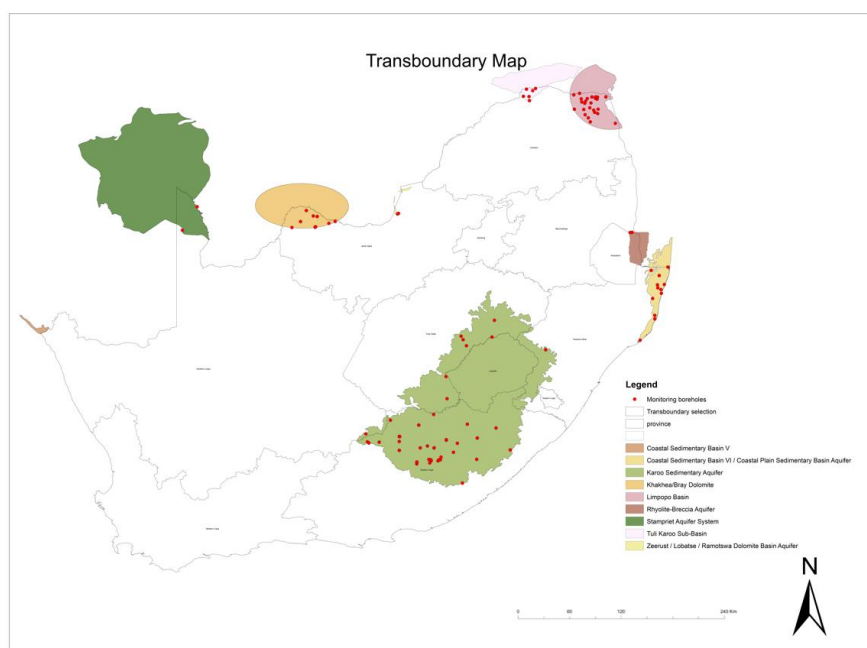 Transboundary Map
Legend
Monitoring boreholes
Transboundary selection
province
Coastal Sedimentary Basin V
Coastal Sedimentary Basin VI / Coastal Plain Sedimentary Basin Aquifer
Karoo Sedimentary Aquifer
Khakhea/Bray Dolomite
Limpopo Basin
Rhyolite-Breccia Aquifer
Stampriet Aquifer System
Tuli Karoo Sub-Basin
Zeerust / Lobatse / Ramotswa Dolomite Basin Aquifer
N
0 60 120 240 Km